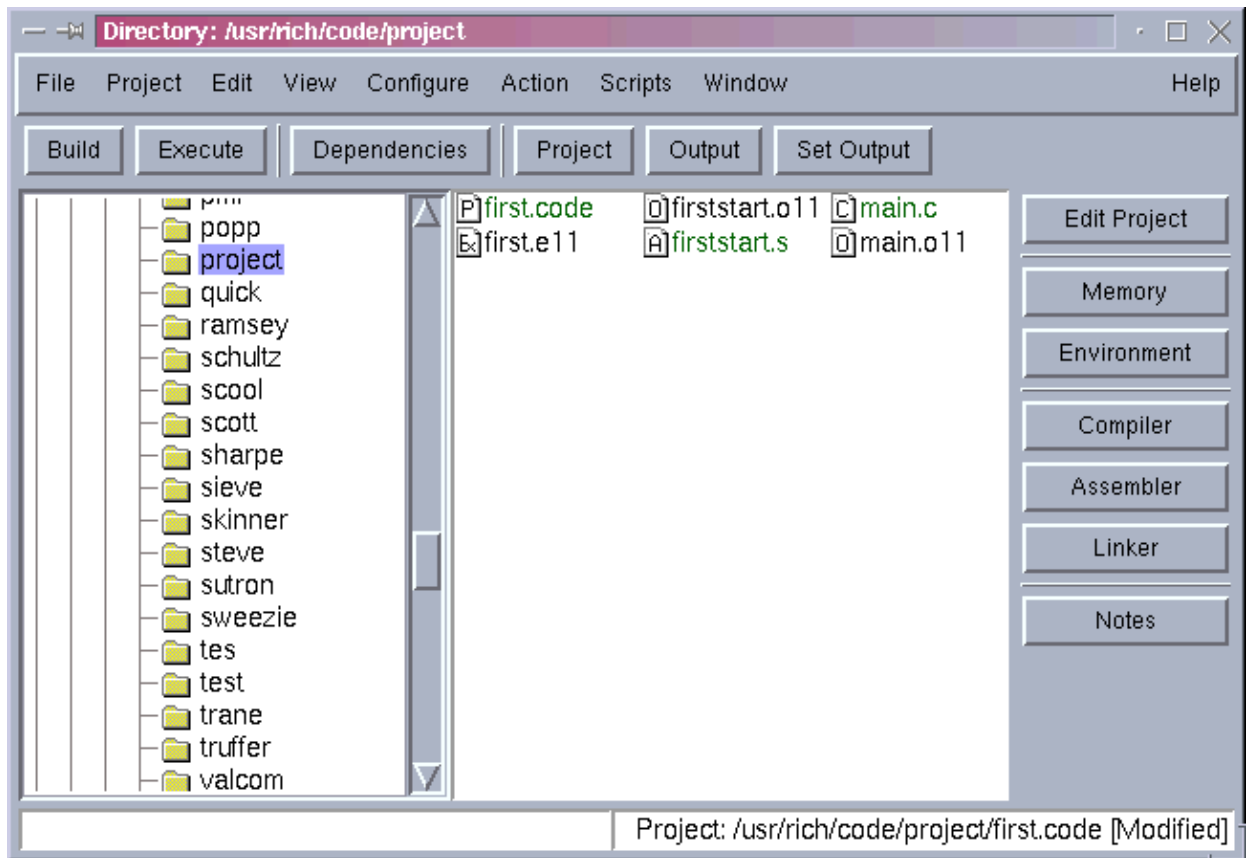 Directory: /usr/rich/code/project
File Project Edit View Configure Action Scripts Window Help
Build Execute Dependencies Project Output Set Output
popp
project
quick
ramsey
schultz
scool
scott
sharpe
sieve
skinner
steve
sutron
sweezie
tes
test
trane
truffer
valcom
P first.code O firststart.o11 C main.c
Ex first.e11 A firststart.s O main.o11
Edit Project
Memory
Environment
Compiler
Assembler
Linker
Notes
Project: /usr/rich/code/project/first.code [Modified]